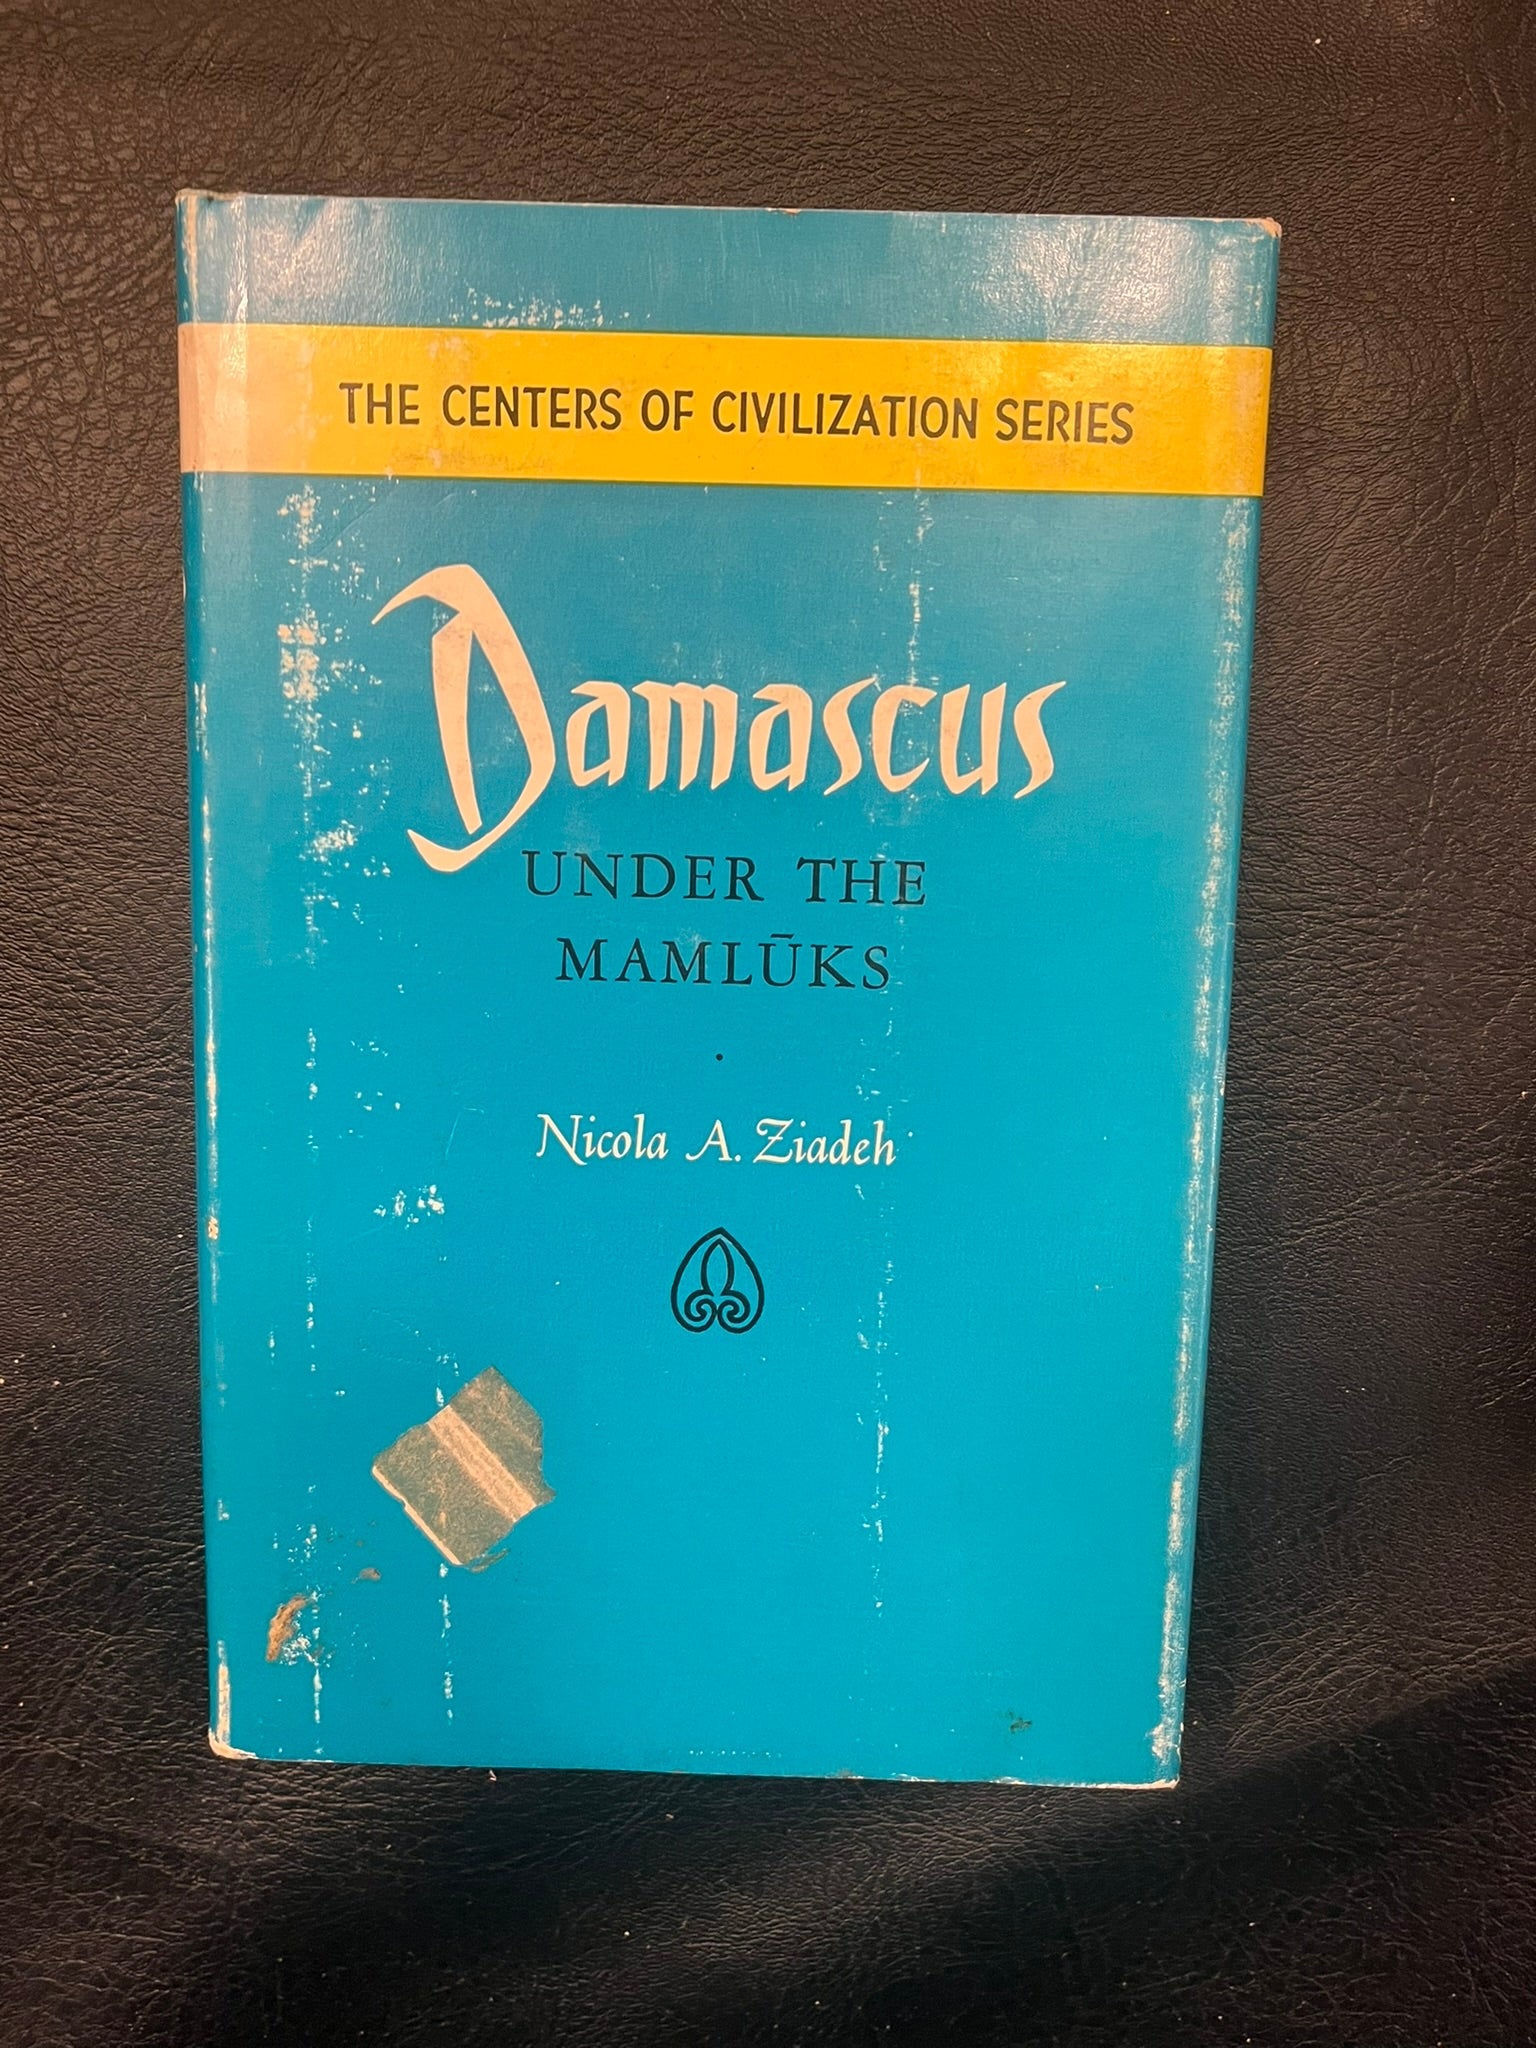 THE CENTERS OF CIVILIZATION SERIES
Damascus
UNDER THE
MAMLŪKS
Nicola A. Ziadeh